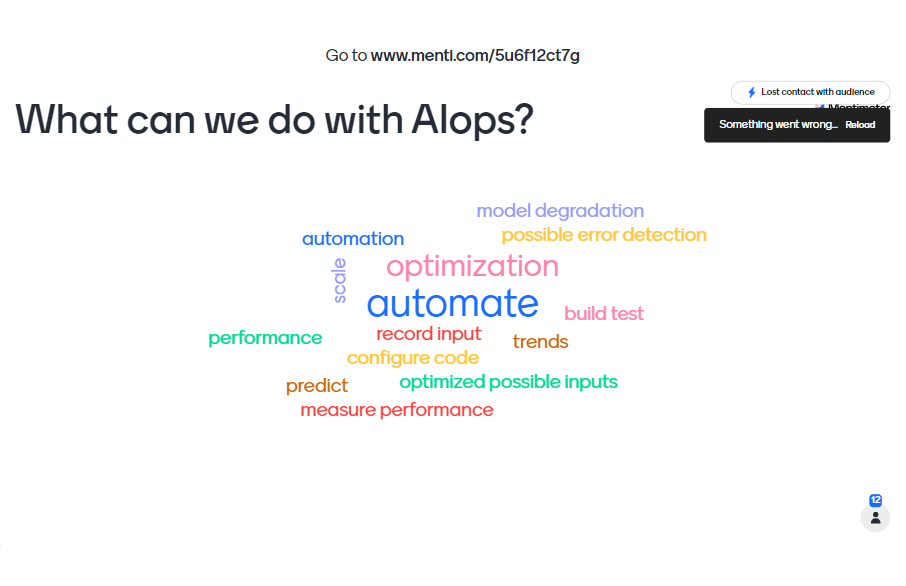 Go to www.menti.com/5u6f12ct7g
Lost contact with audience
Mentimeter
What can we do with AIops?
Something went wrong... Reload
model degradation
possible error detection
automation
optimization
scale
automate
build test
performance
record input
trends
configure code
predict
optimized possible inputs
measure performance
12